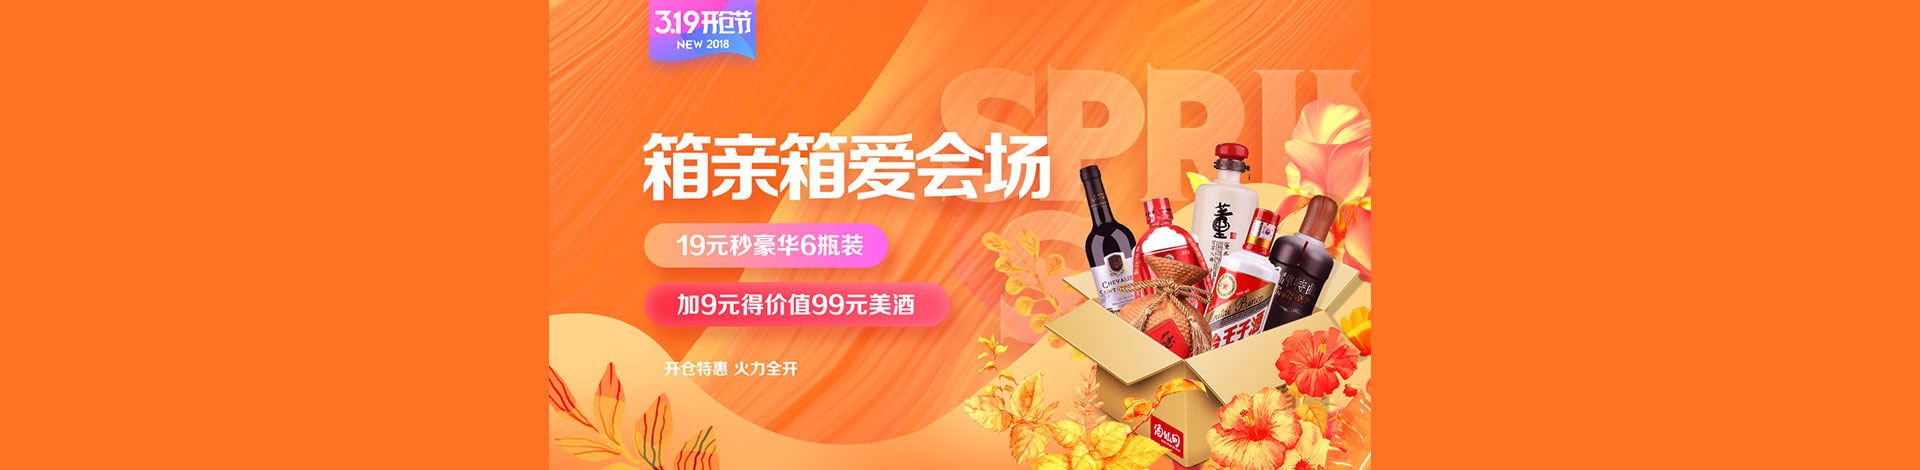 3.19开仓节
NEW 2018
SPRIN
箱亲箱爱会场
19元秒豪华6瓶装
加9元得价值99元美酒
开仓特惠 火力全开
CHEVALIER
董
王子酒
酒仙网